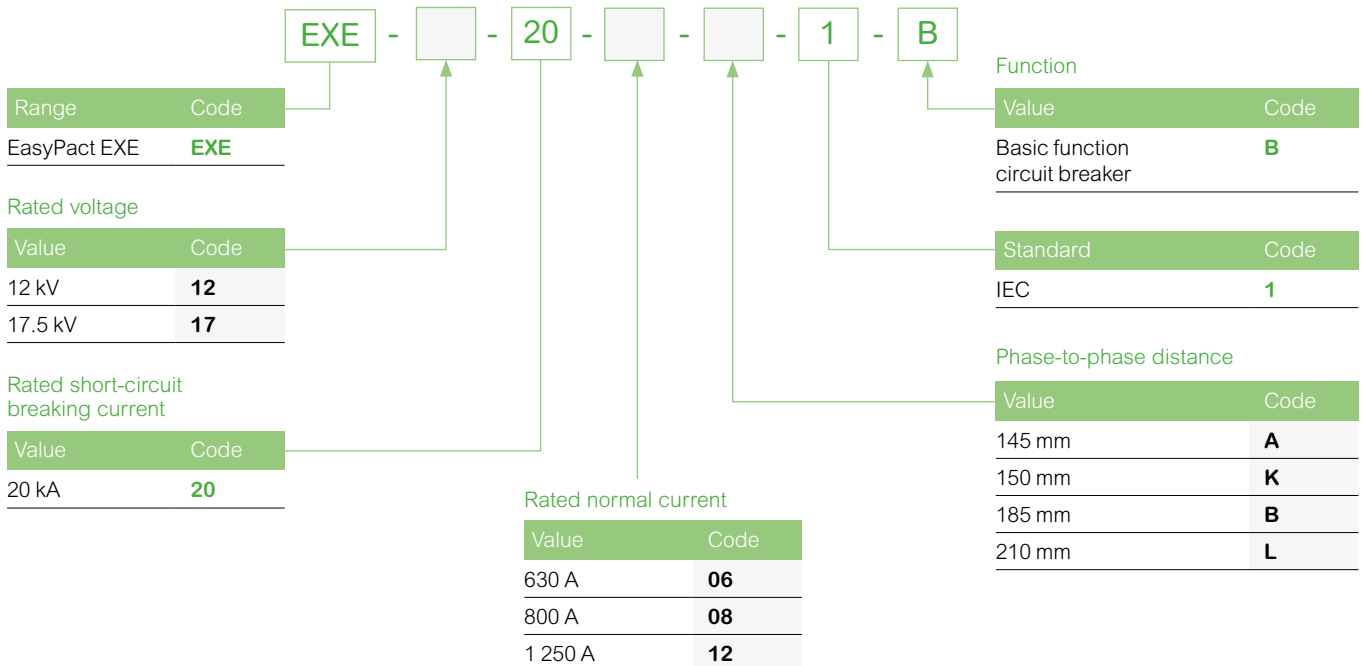 EXE - - 20 - - - 1 - B
Range Code
EasyPact EXE EXE
Rated voltage
Value Code
12 kV 12
17.5 kV 17
Rated short-circuit
breaking current
Value Code
20 kA 20
Rated normal current
Value Code
630 A 06
800 A 08
1 250 A 12
Function
Value Code
Basic function B
circuit breaker
Standard Code
IEC 1
Phase-to-phase distance
Value Code
145 mm A
150 mm K
185 mm B
210 mm L